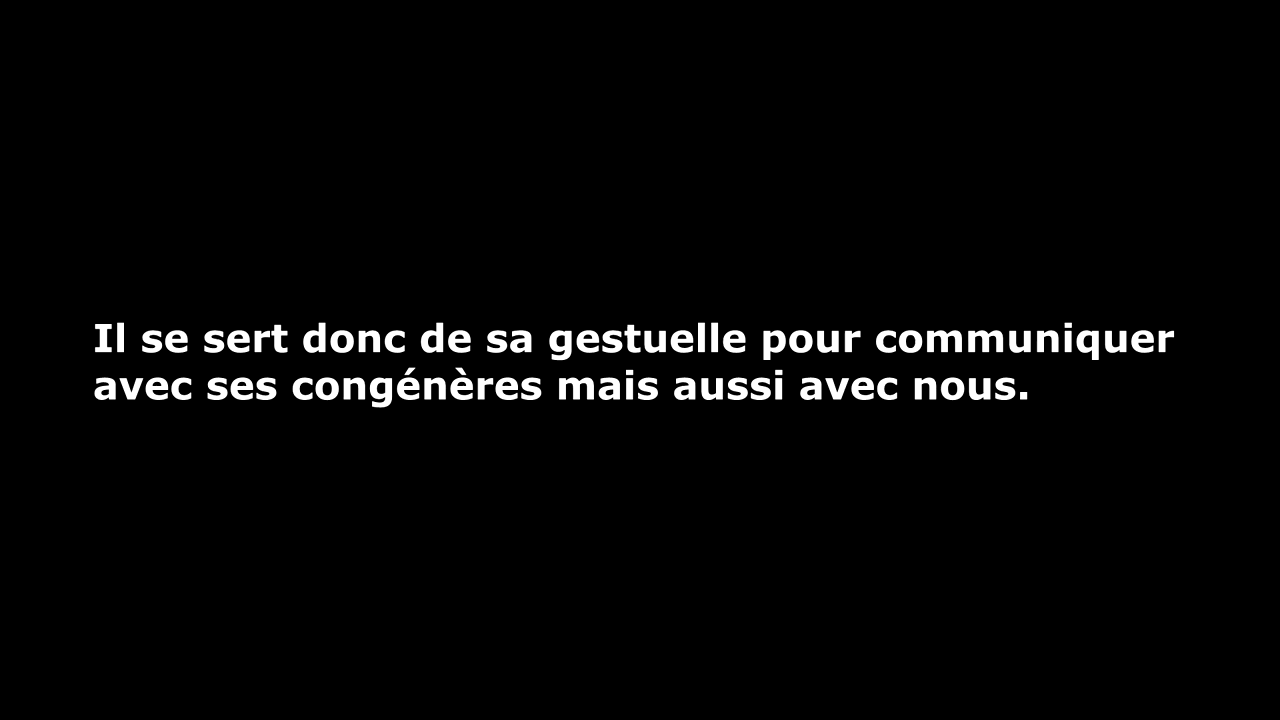 Il se sert donc de sa gestuelle pour communiquer
avec ses congénères mais aussi avec nous.